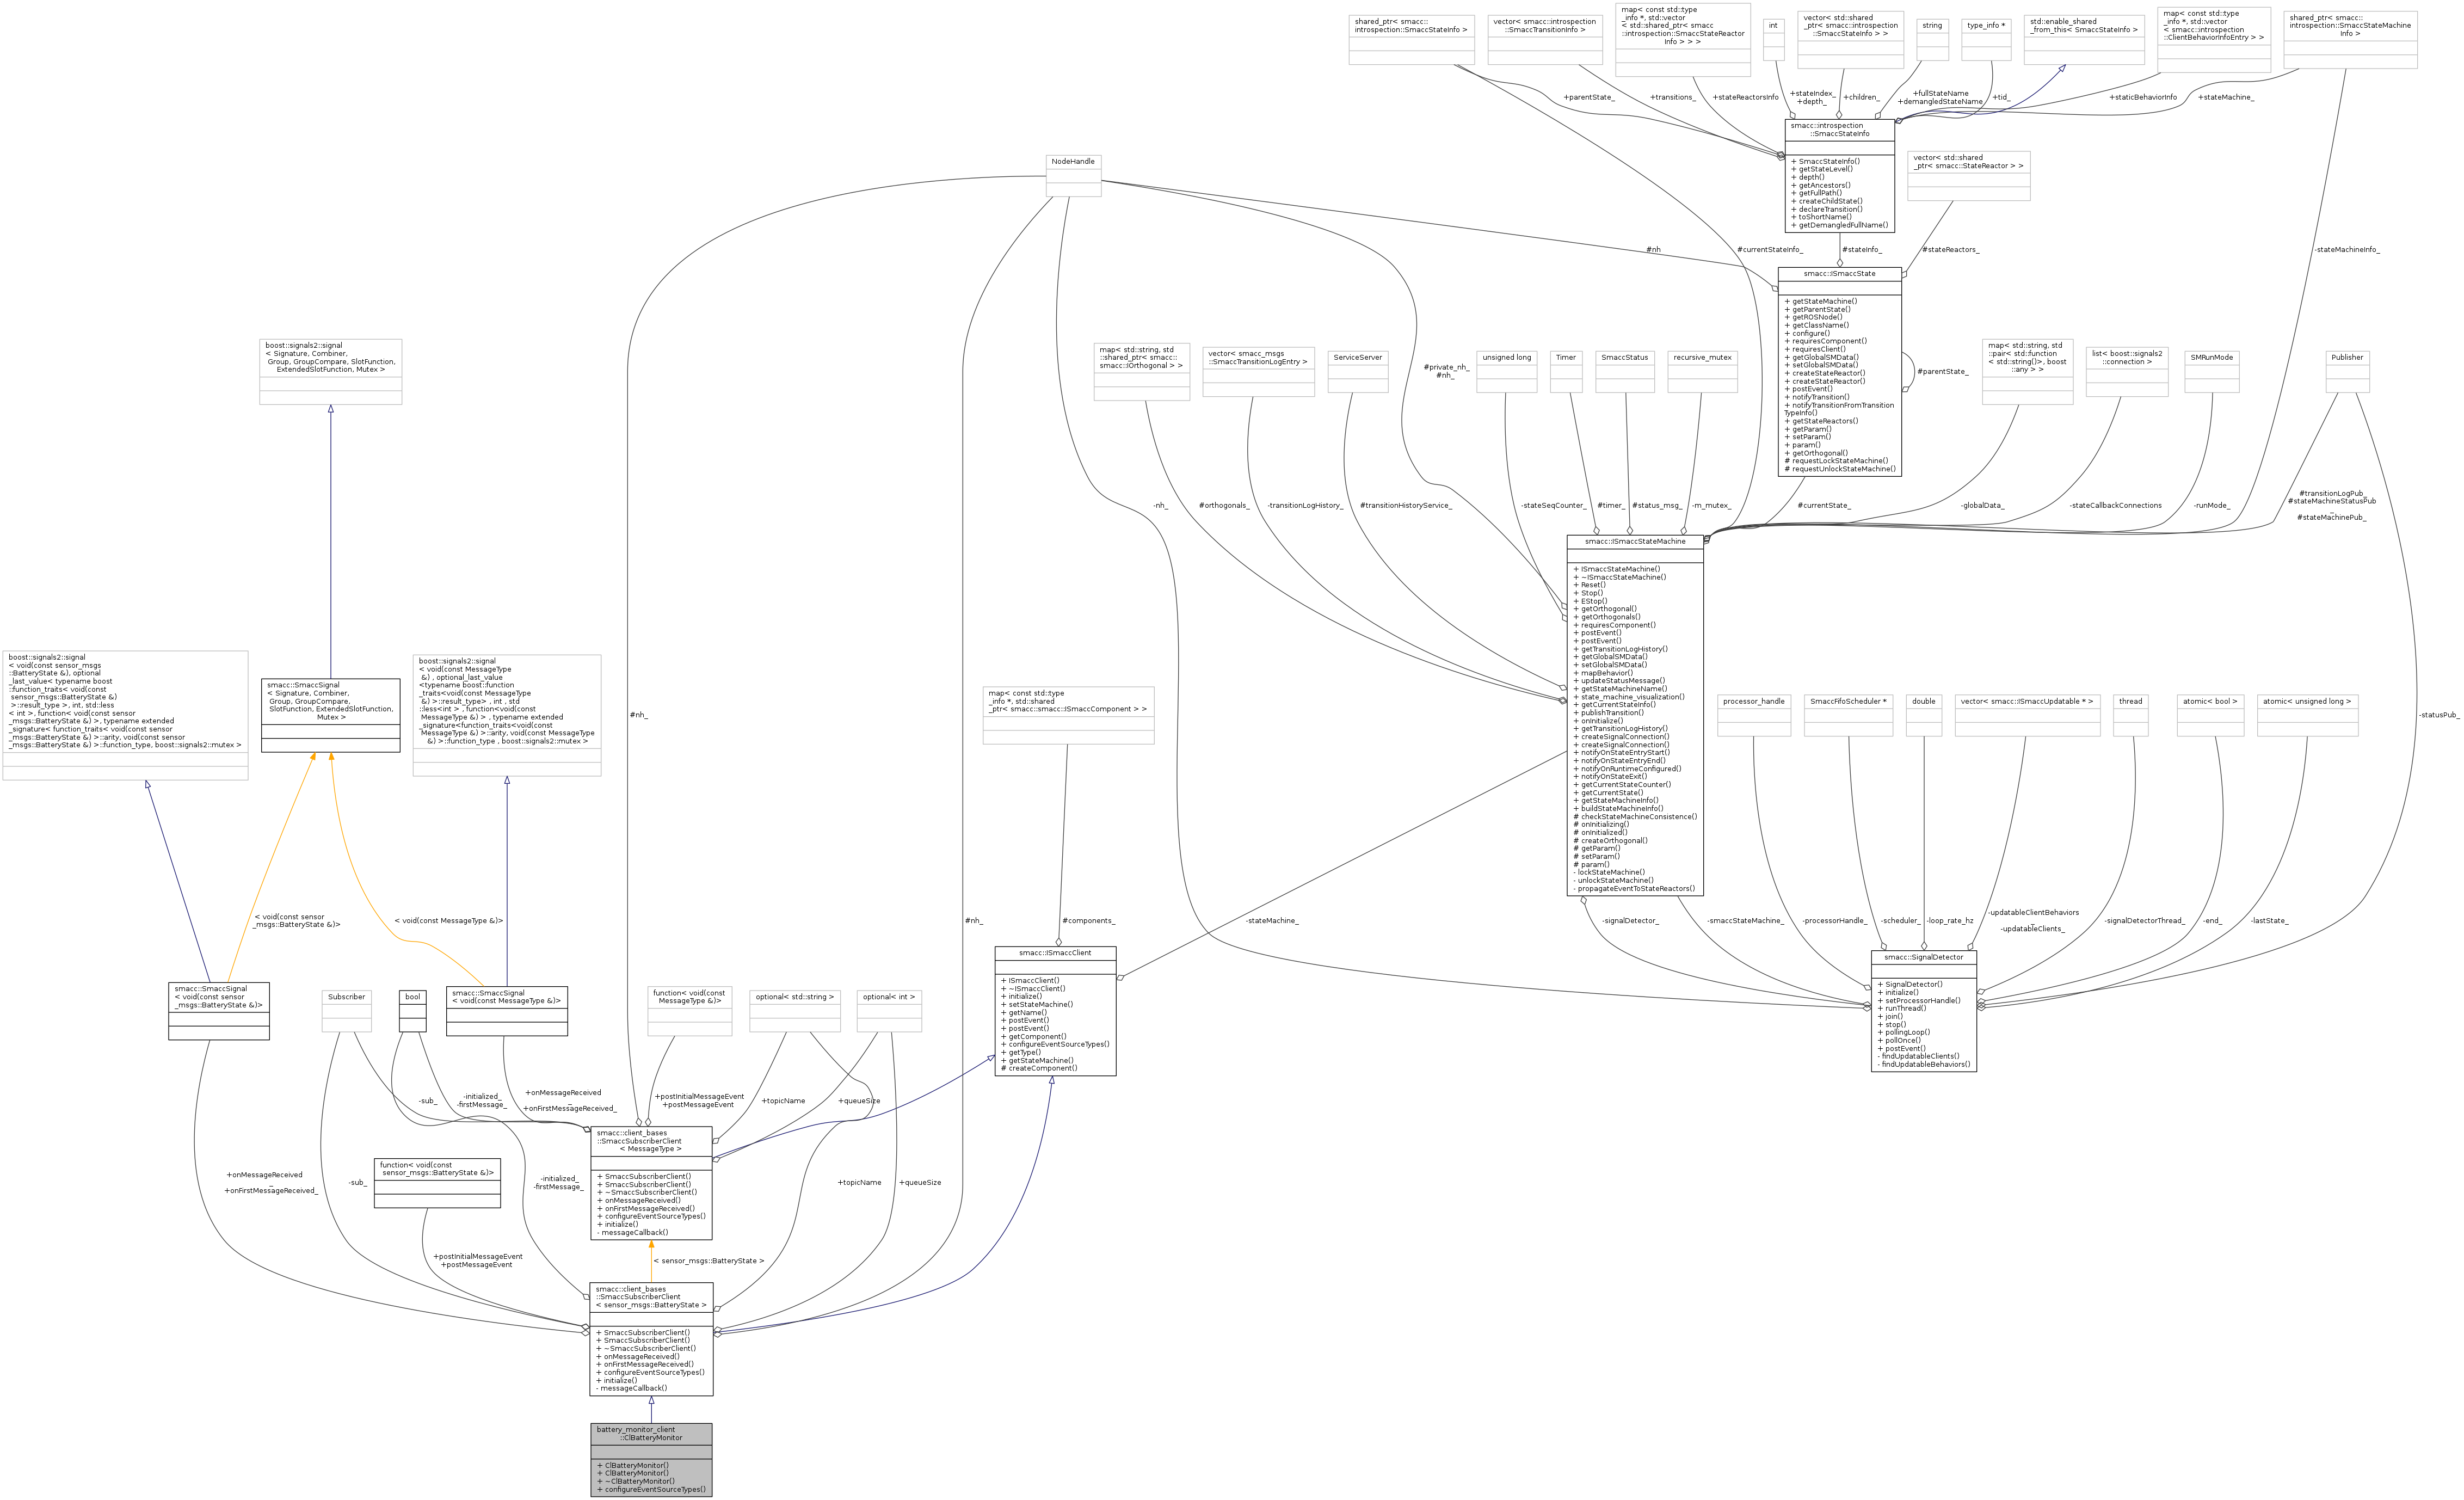 shared_ptr< smacc::
introspection::SmaccStateInfo >
vector< smacc::introspection
::SmaccTransitionInfo >
map< const std::type
_info *, std::vector
< std::shared_ptr< smacc
::introspection::SmaccStateReactor
Info > > >
int
vector< std::shared
_ptr< smacc::introspection
::SmaccStateInfo > >
string
type_info *
std::enable_shared
_from_this< SmaccStateInfo >
map< const std::type
_info *, std::vector
< smacc::introspection
::ClientBehaviorInfoEntry > >
shared_ptr< smacc::
introspection::SmaccStateMachine
Info >
+parentState_
+transitions_
+stateReactorsInfo
+stateIndex_
+depth_
+children_
+fullStateName
+demangledStateName
+tid_
+staticBehaviorInfo
+stateMachine_
smacc::introspection
::SmaccStateInfo
+ SmaccStateInfo()
+ getStateLevel()
+ depth()
+ getAncestors()
+ getFullPath()
+ createChildState()
+ declareTransition()
+ toShortName()
+ getDemangledFullName()
vector< std::shared
_ptr< smacc::StateReactor > >
NodeHandle
#nh
#currentStateInfo_
#stateInfo_
#stateReactors_
-stateMachineInfo_
smacc::ISmaccState
+ getStateMachine()
+ getParentState()
+ getROSNode()
+ getClassName()
+ configure()
+ requiresComponent()
+ requiresClient()
+ getGlobalSMData()
+ setGlobalSMData()
+ createStateReactor()
+ createStateReactor()
+ postEvent()
+ notifyTransition()
+ notifyTransitionFromTransition
TypeInfo()
+ getStateReactors()
+ getParam()
+ setParam()
+ param()
+ getOrthogonal()
# requestLockStateMachine()
# requestUnlockStateMachine()
#parentState_
boost::signals2::signal
< Signature, Combiner,
Group, GroupCompare, SlotFunction,
ExtendedSlotFunction, Mutex >
map< std::string, std
::shared_ptr< smacc::
smacc::IOrthogonal > >
vector< smacc_msgs
::SmaccTransitionLogEntry >
ServiceServer
#private_nh_
#nh_
unsigned long
Timer
SmaccStatus
recursive_mutex
map< std::string, std
::pair< std::function
< std::string()>, boost
::any > >
list< boost::signals2
::connection >
SMRunMode
Publisher
-nh_
#orthogonals_
-transitionLogHistory_
#transitionHistoryService_
-stateSeqCounter_
#timer_
#status_msg_
-m_mutex_
#currentState_
-globalData_
-stateCallbackConnections
-runMode_
#transitionLogPub_
#stateMachineStatusPub
_
#stateMachinePub_
smacc::ISmaccStateMachine
+ ISmaccStateMachine()
+ ~ISmaccStateMachine()
+ Reset()
+ Stop()
+ EStop()
+ getOrthogonal()
+ getOrthogonals()
+ requiresComponent()
+ postEvent()
+ postEvent()
+ getTransitionLogHistory()
+ getGlobalSMData()
+ setGlobalSMData()
+ mapBehavior()
+ updateStatusMessage()
+ getStateMachineName()
+ state_machine_visualization()
+ getCurrentStateInfo()
+ publishTransition()
+ onInitialize()
+ getTransitionLogHistory()
+ createSignalConnection()
+ createSignalConnection()
+ notifyOnStateEntryStart()
+ notifyOnStateEntryEnd()
+ notifyOnRuntimeConfigured()
+ notifyOnStateExit()
+ getCurrentStateCounter()
+ getCurrentState()
+ getStateMachineInfo()
+ buildStateMachineInfo()
# checkStateMachineConsistence()
# onInitializing()
# onInitialized()
# createOrthogonal()
# getParam()
# setParam()
# param()
- lockStateMachine()
- unlockStateMachine()
- propagateEventToStateReactors()
boost::signals2::signal
< void(const sensor_msgs
::BatteryState &), optional
_last_value< typename boost
::function_traits< void(const
sensor_msgs::BatteryState &)
>::result_type >, int, std::less
< int >, function< void(const sensor
_msgs::BatteryState &) >, typename extended
_signature< function_traits< void(const sensor
_msgs::BatteryState &) >::arity, void(const sensor
_msgs::BatteryState &) >::function_type, boost::signals2::mutex >
smacc::SmaccSignal
< Signature, Combiner,
Group, GroupCompare,
SlotFunction, ExtendedSlotFunction,
Mutex >
boost::signals2::signal
< void(const MessageType
&) , optional_last_value
<typename boost::function
_traits<void(const MessageType
&) >::result_type> , int , std
::less<int > , function<void(const
MessageType &) > , typename extended
_signature<function_traits<void(const
MessageType &) >::arity, void(const MessageType
&) >::function_type , boost::signals2::mutex >
#nh_
map< const std::type
_info *, std::shared
_ptr< smacc::smacc::ISmaccComponent > >
processor_handle
SmaccFifoScheduler *
double
vector< smacc::ISmaccUpdatable * >
thread
atomic< bool >
atomic< unsigned long >
-statusPub_
< void(const sensor
_msgs::BatteryState &)>
< void(const MessageType &)>
#nh_
#components_
-stateMachine_
-signalDetector_
-smaccStateMachine_
-processorHandle_
-scheduler_
-loop_rate_hz
-updatableClientBehaviors
_
-updatableClients_
-signalDetectorThread_
-end_
-lastState_
smacc::ISmaccClient
+ ISmaccClient()
+ ~ISmaccClient()
+ initialize()
+ setStateMachine()
+ getName()
+ postEvent()
+ postEvent()
+ getComponent()
+ configureEventSourceTypes()
+ getType()
+ getStateMachine()
# createComponent()
smacc::SignalDetector
+ SignalDetector()
+ initialize()
+ setProcessorHandle()
+ runThread()
+ join()
+ stop()
+ pollingLoop()
+ pollOnce()
+ postEvent()
- findUpdatableClients()
- findUpdatableBehaviors()
smacc::SmaccSignal
< void(const sensor
_msgs::BatteryState &)>
Subscriber
bool
smacc::SmaccSignal
< void(const MessageType &)>
function< void(const
MessageType &)>
optional< std::string >
optional< int >
-sub_
-initialized_
-firstMessage_
+onMessageReceived
_
+onFirstMessageReceived_
+postInitialMessageEvent
+postMessageEvent
+topicName
+queueSize
smacc::client_bases
::SmaccSubscriberClient
< MessageType >
+ SmaccSubscriberClient()
+ SmaccSubscriberClient()
+ ~SmaccSubscriberClient()
+ onMessageReceived()
+ onFirstMessageReceived()
+ configureEventSourceTypes()
+ initialize()
- messageCallback()
+onMessageReceived
_
+onFirstMessageReceived_
-sub_
function< void(const
sensor_msgs::BatteryState &)>
-initialized_
-firstMessage_
+topicName
+queueSize
+postInitialMessageEvent
+postMessageEvent
< sensor_msgs::BatteryState >
smacc::client_bases
::SmaccSubscriberClient
< sensor_msgs::BatteryState >
+ SmaccSubscriberClient()
+ SmaccSubscriberClient()
+ ~SmaccSubscriberClient()
+ onMessageReceived()
+ onFirstMessageReceived()
+ configureEventSourceTypes()
+ initialize()
- messageCallback()
battery_monitor_client
::ClBatteryMonitor
+ ClBatteryMonitor()
+ ClBatteryMonitor()
+ ~ClBatteryMonitor()
+ configureEventSourceTypes()